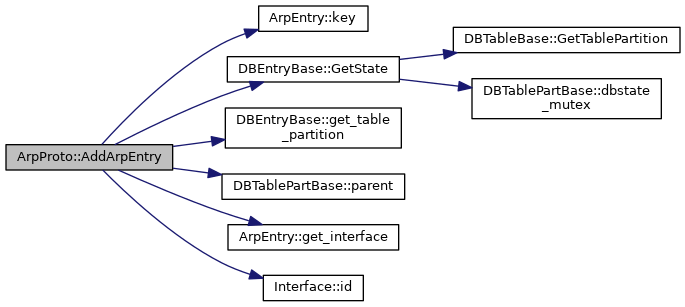 ArpProto::AddArpEntry
ArpEntry::key
DBEntryBase::GetState
DBTableBase::GetTablePartition
DBTablePartBase::dbstate
_mutex
DBEntryBase::get_table
_partition
DBTablePartBase::parent
ArpEntry::get_interface
Interface::id